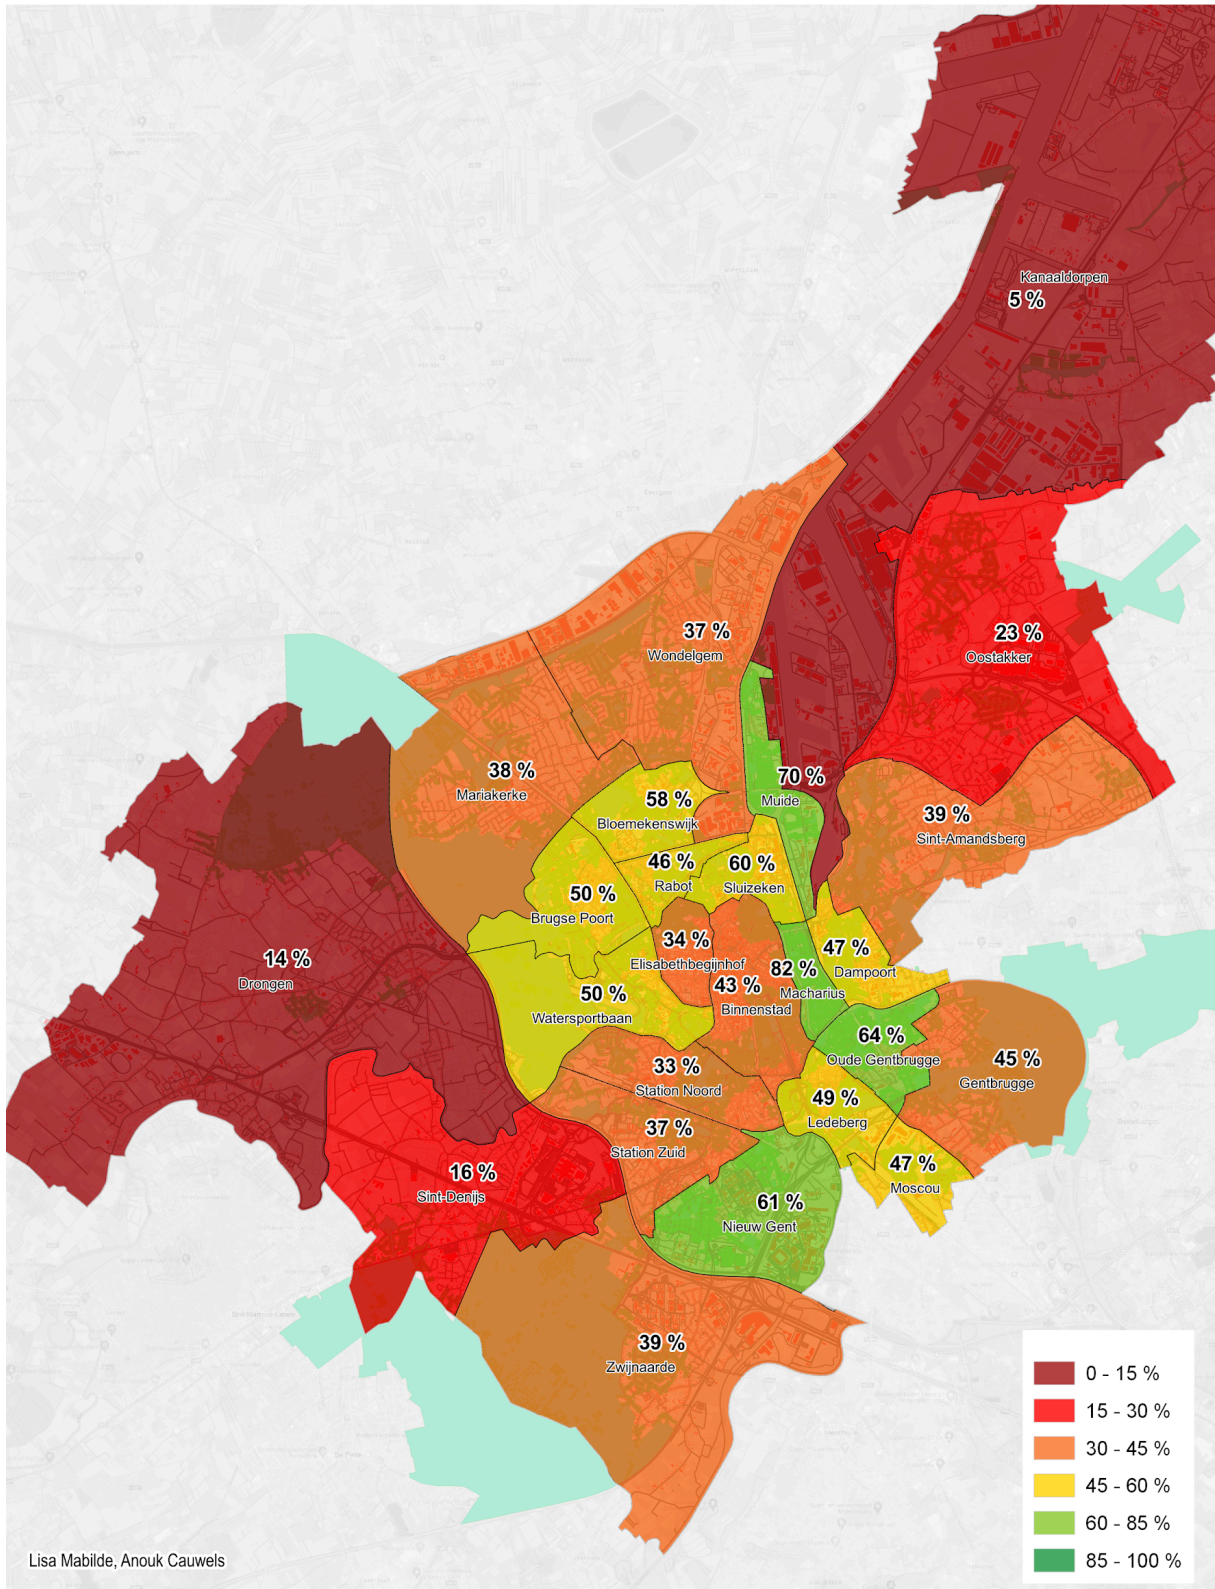 Kanaaldorpen
5 %
37 %
Wondelgem
23 %
Oostakker
38 %
Mariakerke
58 %
Bloemekenswijk
70 %
Muide
39 %
Sint-Amandsberg
46 %
Rabot
60 %
Sluizeken
50 %
Brugse Poort
34 %
Elisabethbegijnhof
47 %
Dampoort
14 %
Drongen
82 %
Macharius
43 %
Binnenstad
50 %
Watersportbaan
64 %
Oude Gentbrugge
45 %
Gentbrugge
33 %
Station Noord
49 %
Ledeberg
37 %
Station Zuid
47 %
Moscou
16 %
Sint-Denijs
61 %
Nieuw Gent
39 %
Zwijnaarde
0 - 15 %
15 - 30 %
30 - 45 %
45 - 60 %
60 - 85 %
85 - 100 %
Lisa Mabilde, Anouk Cauwels